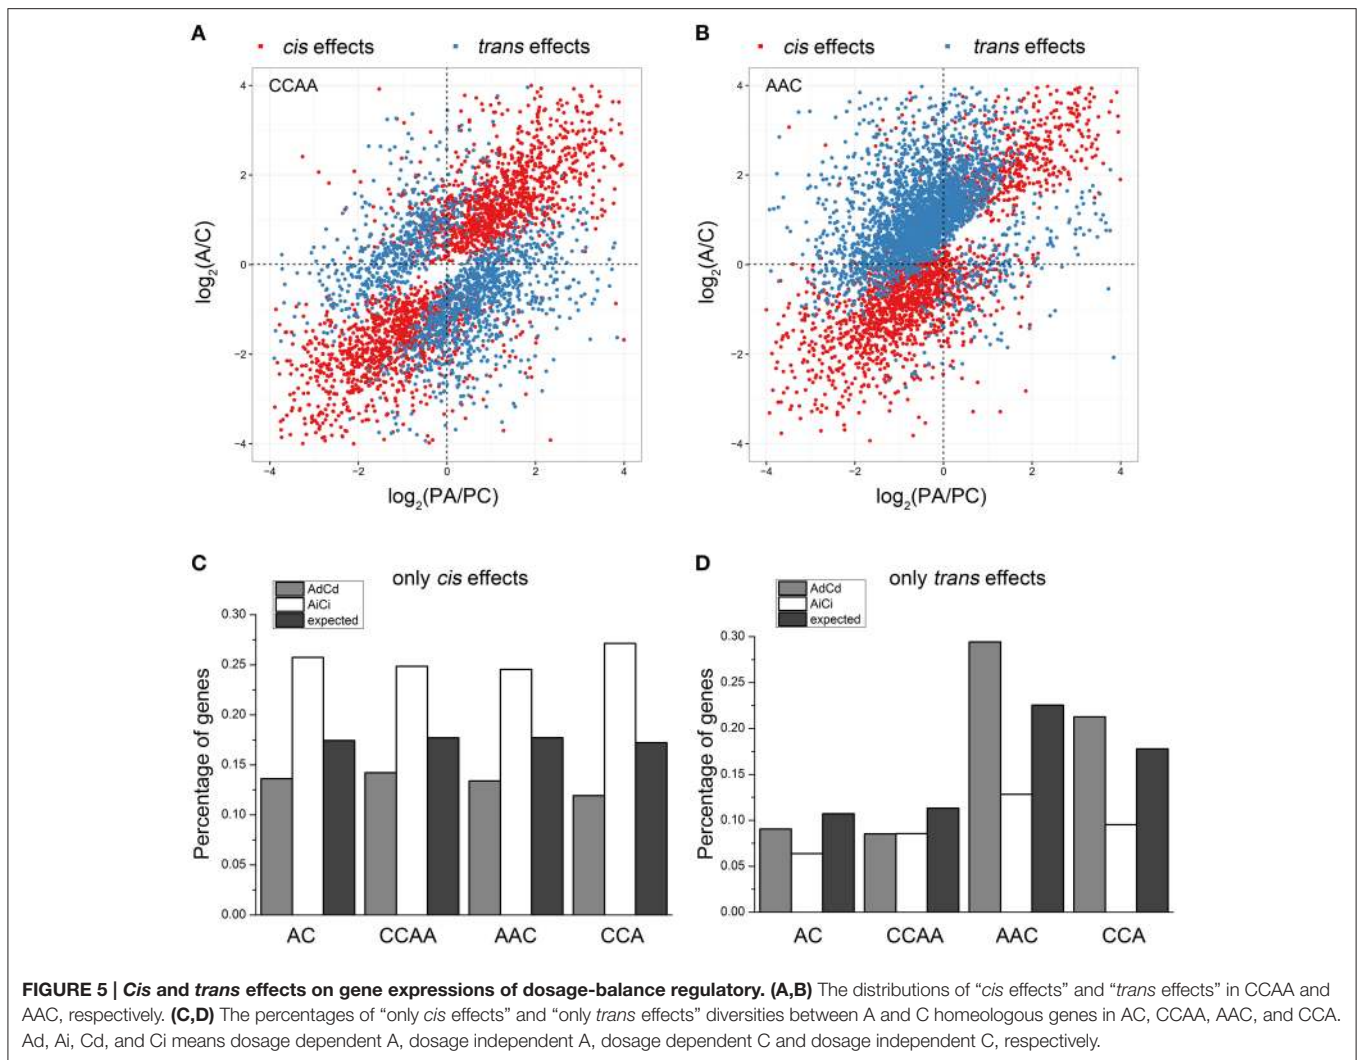 A
B
cis effects
trans effects
cis effects
trans effects
CCAA
AAC
4
2
0
−2
−4
4
2
0
−2
−4
log2(A/C)
log2(A/C)
−4
−2
0
2
4
−4
−2
0
2
4
log2(PA/PC)
log2(PA/PC)
C
D
only cis effects
only trans effects
AdCd
AiCi
expected
AdCd
AiCi
expected
0.30
0.25
0.20
0.15
0.10
0.05
0.00
0.30
0.25
0.20
0.15
0.10
0.05
0.00
Percentage of genes
Percentage of genes
AC
CCAA
AAC
CCA
AC
CCAA
AAC
CCA
FIGURE 5 | Cis and trans effects on gene expressions of dosage-balance regulatory. (A,B) The distributions of “cis effects” and “trans effects” in CCAA and
AAC, respectively. (C,D) The percentages of “only cis effects” and “only trans effects” diversities between A and C homeologous genes in AC, CCAA, AAC, and CCA.
Ad, Ai, Cd, and Ci means dosage dependent A, dosage independent A, dosage dependent C and dosage independent C, respectively.